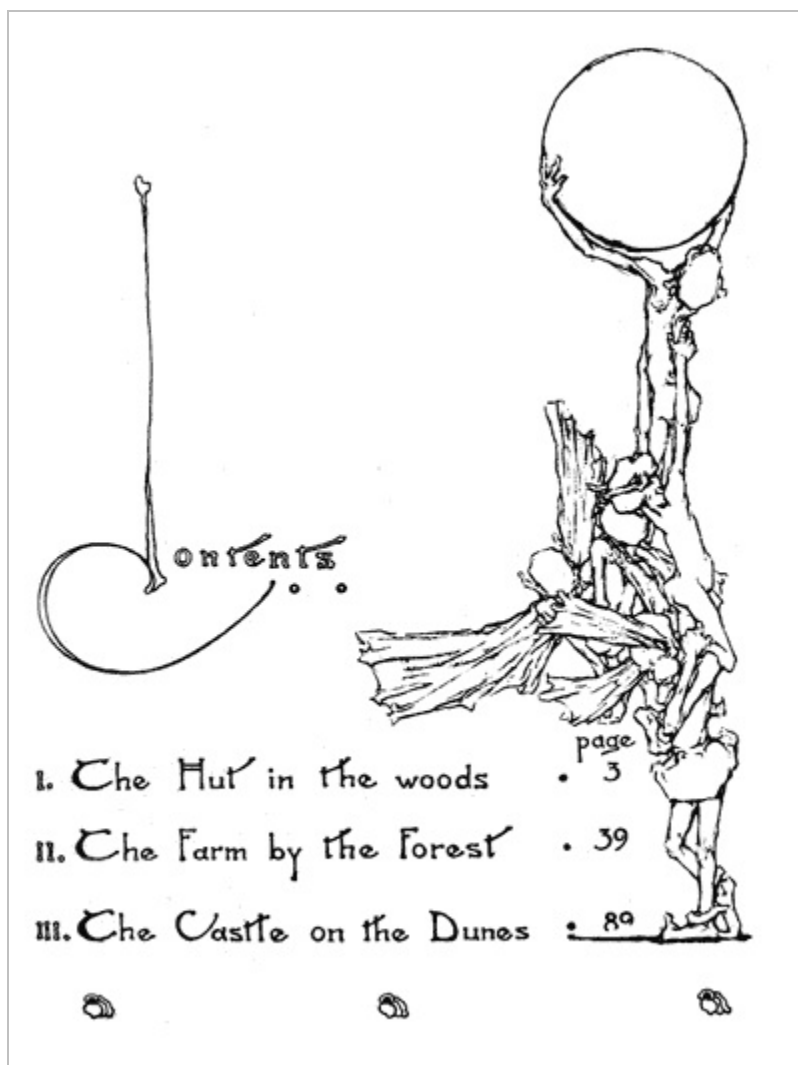 Contents
page
I. The Hut in the woods . 3
II. The Farm by the Forest . 39
III. The Castle on the Dunes . 89